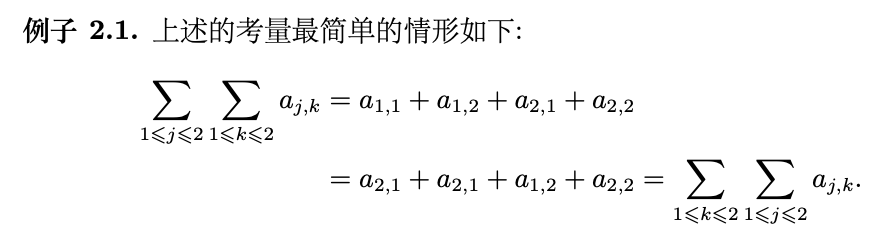 例子 2.1. 上述的考量最简单的情形如下:
∑_{1⩽j⩽2} ∑_{1⩽k⩽2} a_{j,k} = a_{1,1} + a_{1,2} + a_{2,1} + a_{2,2}
= a_{2,1} + a_{2,1} + a_{1,2} + a_{2,2} = ∑_{1⩽k⩽2} ∑_{1⩽j⩽2} a_{j,k}.